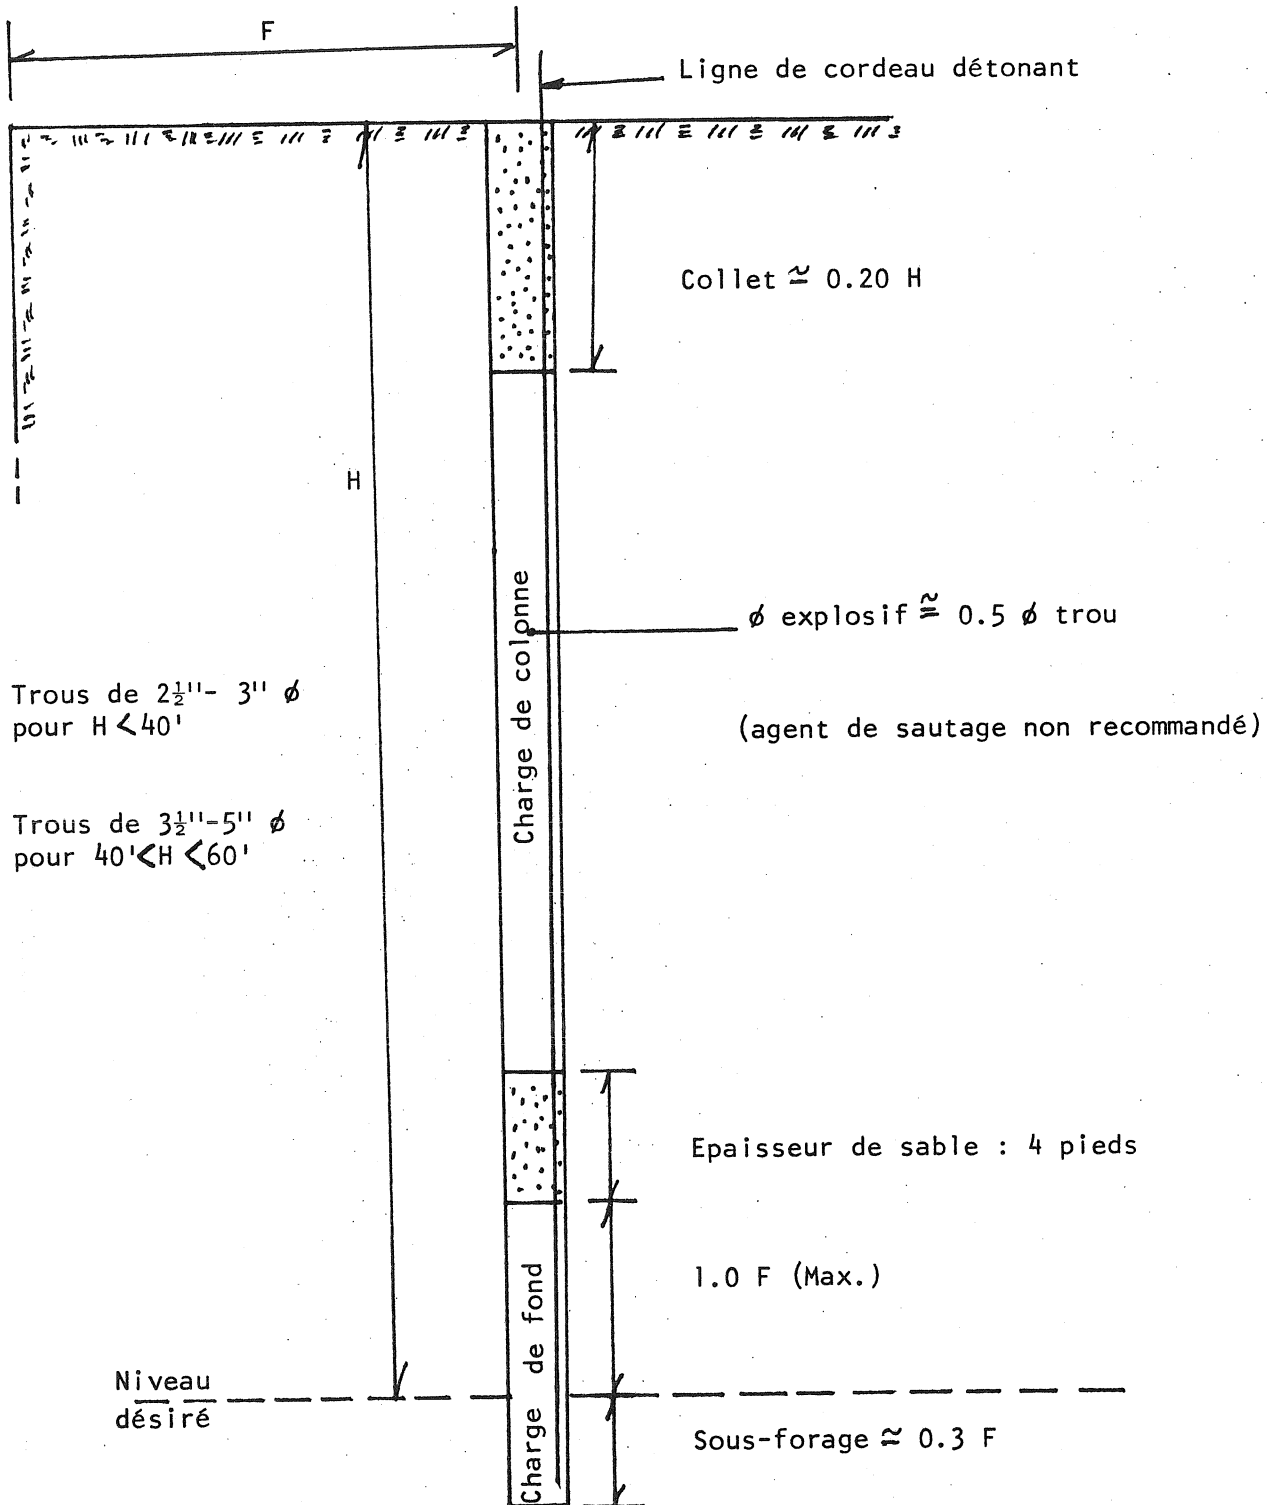 F
Ligne de cordeau détonant
Collet ≃ 0.20 H
H
Charge de colonne
ø explosif ≅ 0.5 ø trou
Trous de 2½"- 3" ø
pour H < 40'
(agent de sautage non recommandé)
Trous de 3½"-5" ø
pour 40'< H < 60'
Epaisseur de sable : 4 pieds
1.0 F (Max.)
Charge de fond
Niveau
désiré
Sous-forage ≃ 0.3 F